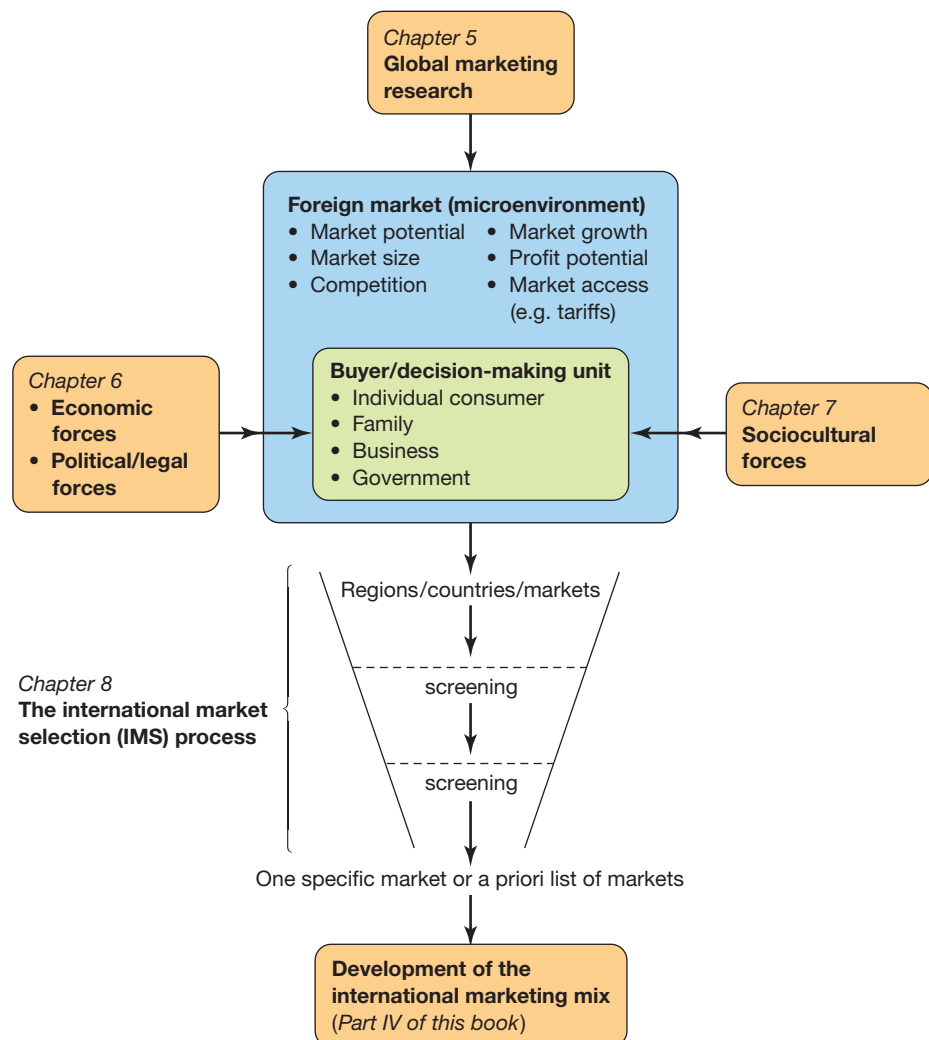 Chapter 5
Global marketing
research
Foreign market (microenvironment)
• Market potential
• Market size
• Competition
• Market growth
• Profit potential
• Market access
(e.g. tariffs)
Chapter 6
• Economic
forces
• Political/legal
forces
Buyer/decision-making unit
• Individual consumer
• Family
• Business
• Government
Chapter 7
Sociocultural
forces
Regions/countries/markets
screening
Chapter 8
The international market
selection (IMS) process
screening
One specific market or a priori list of markets
Development of the
international marketing mix
(Part IV of this book)